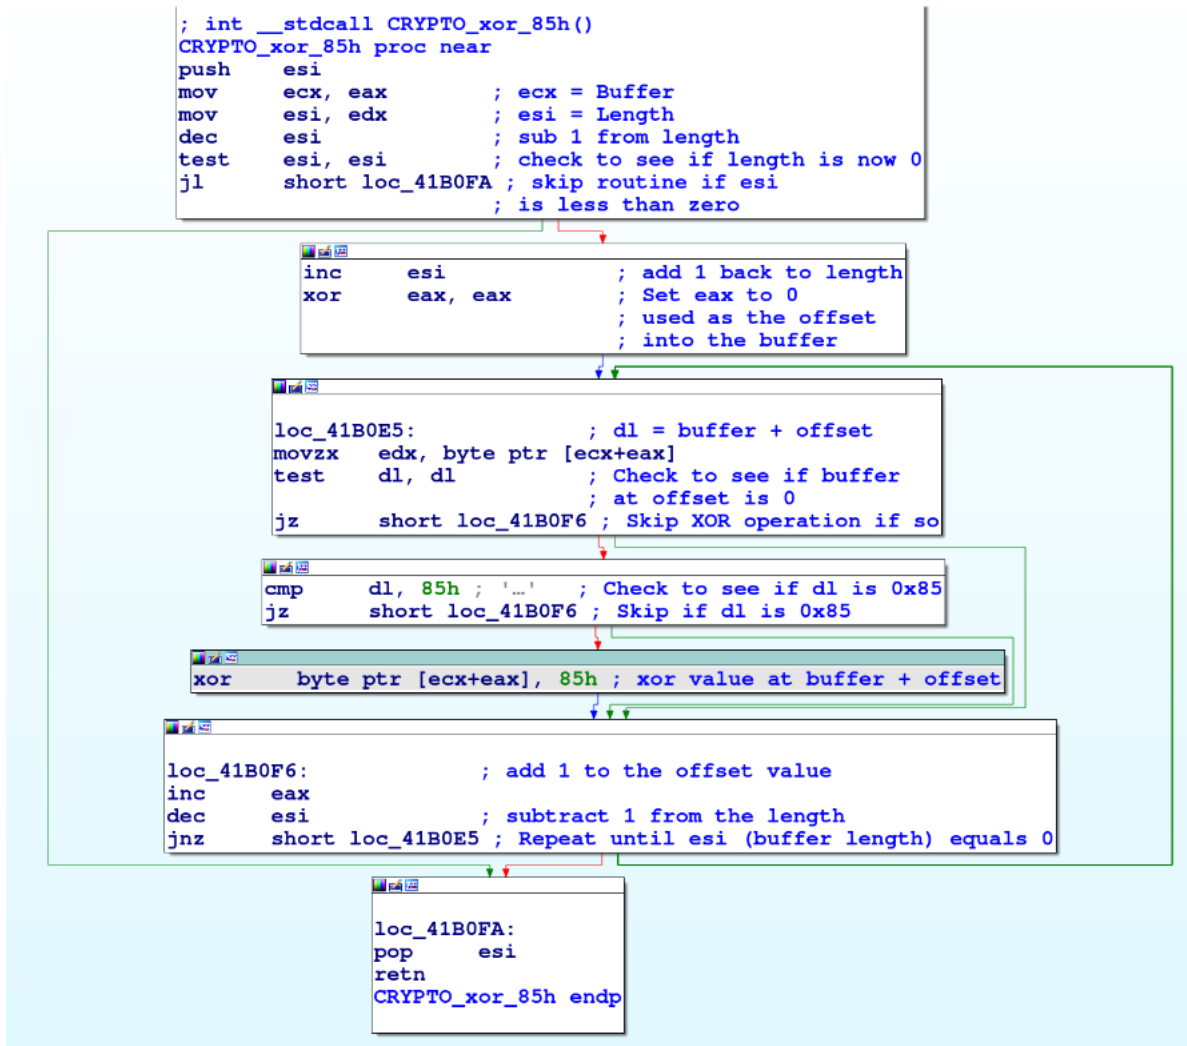 ; int __stdcall CRYPTO_xor_85h()
CRYPTO_xor_85h proc near
push esi
mov ecx, eax ; ecx = Buffer
mov esi, edx ; esi = Length
dec esi ; sub 1 from length
test esi, esi ; check to see if length is now 0
jl short loc_41B0FA ; skip routine if esi
; is less than zero
inc esi ; add 1 back to length
xor eax, eax ; Set eax to 0
; used as the offset
; into the buffer
loc_41B0E5: ; dl = buffer + offset
movzx edx, byte ptr [ecx+eax]
test dl, dl ; Check to see if buffer
; at offset is 0
jz short loc_41B0F6 ; Skip XOR operation if so
cmp dl, 85h ; '…' ; Check to see if dl is 0x85
jz short loc_41B0F6 ; Skip if dl is 0x85
xor byte ptr [ecx+eax], 85h ; xor value at buffer + offset
loc_41B0F6: ; add 1 to the offset value
inc eax
dec esi ; subtract 1 from the length
jnz short loc_41B0E5 ; Repeat until esi (buffer length) equals 0
loc_41B0FA:
pop esi
retn
CRYPTO_xor_85h endp